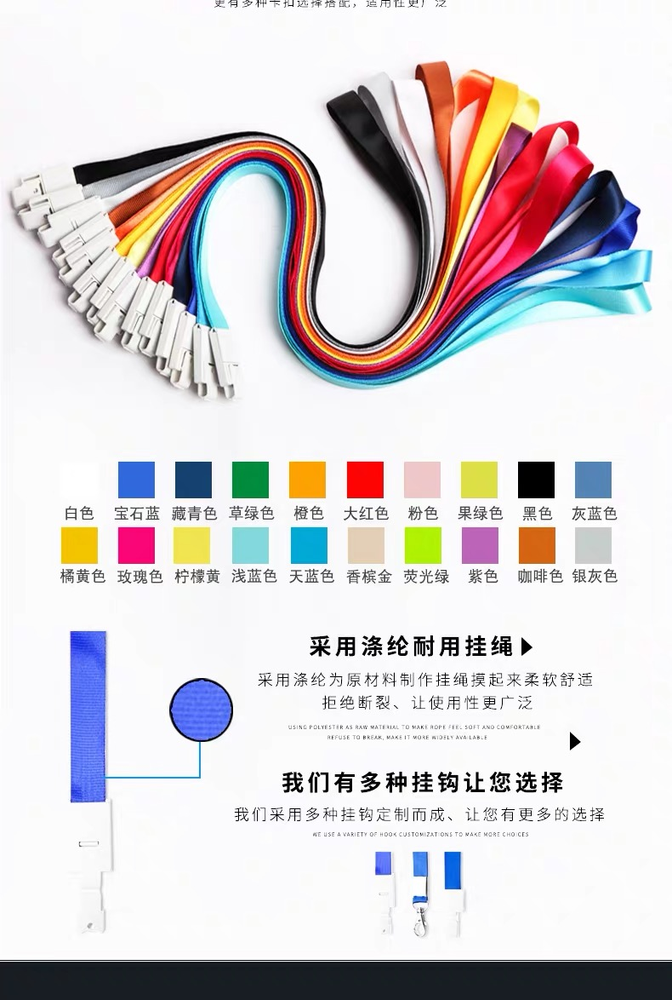 更有多种卡扣选择搭配，适用性更广泛
白色 宝石蓝 藏青色 草绿色 橙色 大红色 粉色 果绿色 黑色 灰蓝色
橘黄色 玫瑰色 柠檬黄 浅蓝色 天蓝色 香槟金 荧光绿 紫色 咖啡色 银灰色
采用涤纶耐用挂绳
采用涤纶为原材料制作挂绳摸起来柔软舒适
拒绝断裂、让使用性更广泛
USING POLYESTER AS RAW MATERIAL TO MAKE ROPE FEEL SOFT AND COMFORTABLE
REFUSE TO BREAK, MAKE IT MORE WIDELY AVAILABLE
我们有多种挂钩让您选择
我们采用多种挂钩定制而成、让您有更多的选择
WE USE A VARIETY OF HOOK CUSTOMIZATIONS TO MAKE MORE CHOICES